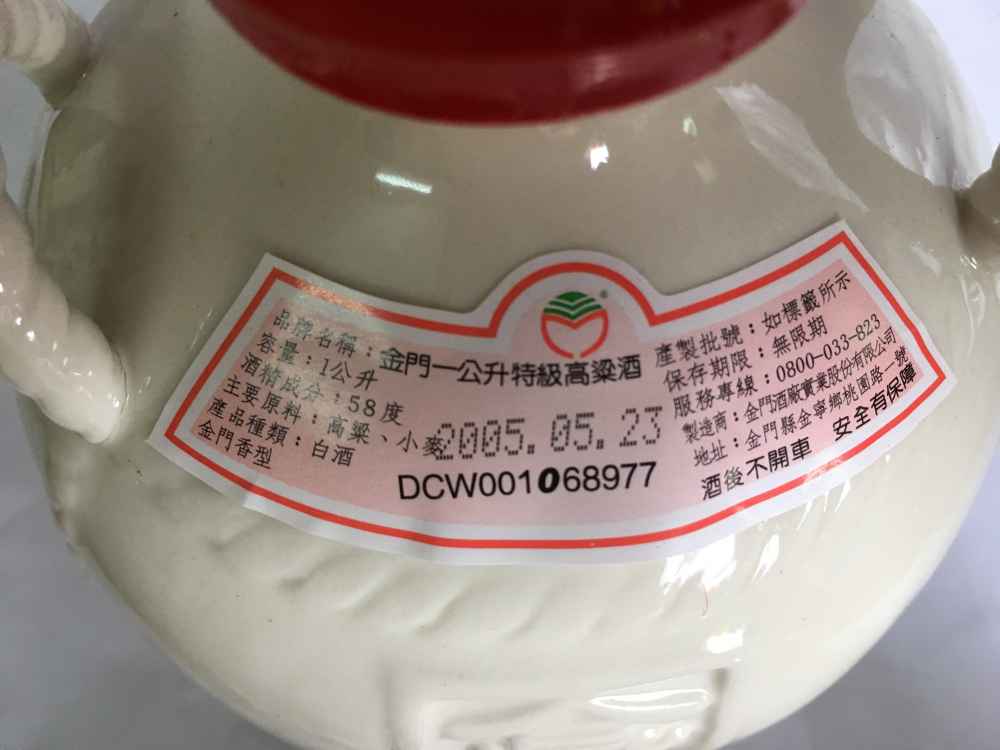 品牌名稱：金門一公升特級高粱酒
容量：1公升
酒精成分：58度
主要原料：高粱、小麥
產品種類：白酒
金門香型
2005.05.23
DCW001068977
產製批號：如標籤所示
保存期限：無限期
服務專線：0800-033-823
製造商：金門酒廠實業股份有限公司
地址：金門縣金寧鄉桃園路一號
酒後不開車 安全有保障